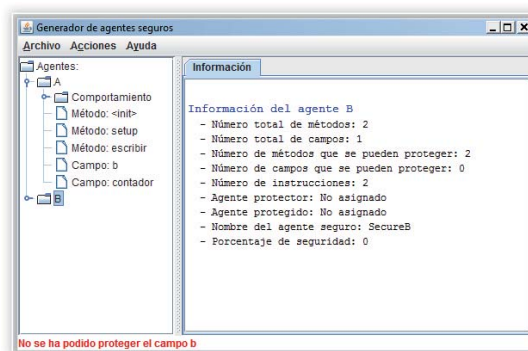 Generador de agentes seguros
Archivo Acciones Ayuda
Agentes:
A
Comportamiento
Método: <init>
Método: setup
Método: escribir
Campo: b
Campo: contador
B
Información
Información del agente B
- Número total de métodos: 2
- Número total de campos: 1
- Número de métodos que se pueden proteger: 2
- Número de campos que se pueden proteger: 0
- Número de instrucciones: 2
- Agente protector: No asignado
- Agente protegido: No asignado
- Nombre del agente seguro: SecureB
- Porcentaje de seguridad: 0
No se ha podido proteger el campo b